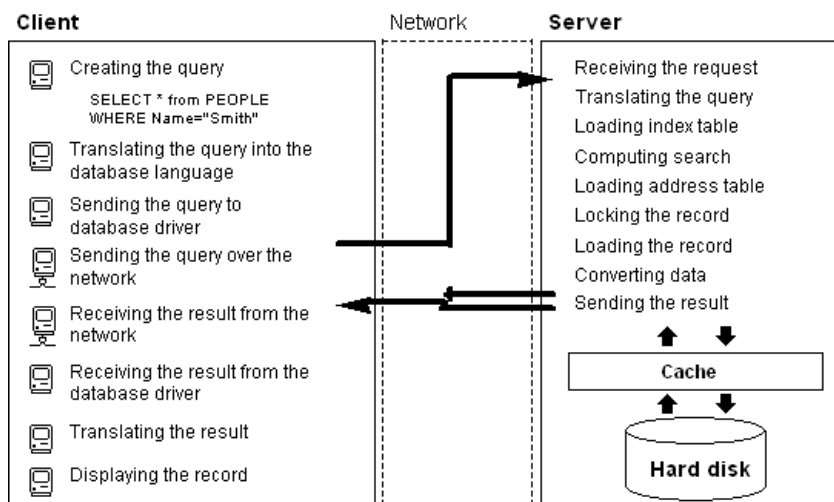 Client
Network
Server
Creating the query
SELECT * from PEOPLE
WHERE Name="Smith"
Translating the query into the
database language
Sending the query to
database driver
Sending the query over the
network
Receiving the result from the
network
Receiving the result from the
database driver
Translating the result
Displaying the record
Receiving the request
Translating the query
Loading index table
Computing search
Loading address table
Locking the record
Loading the record
Converting data
Sending the result
Cache
Hard disk